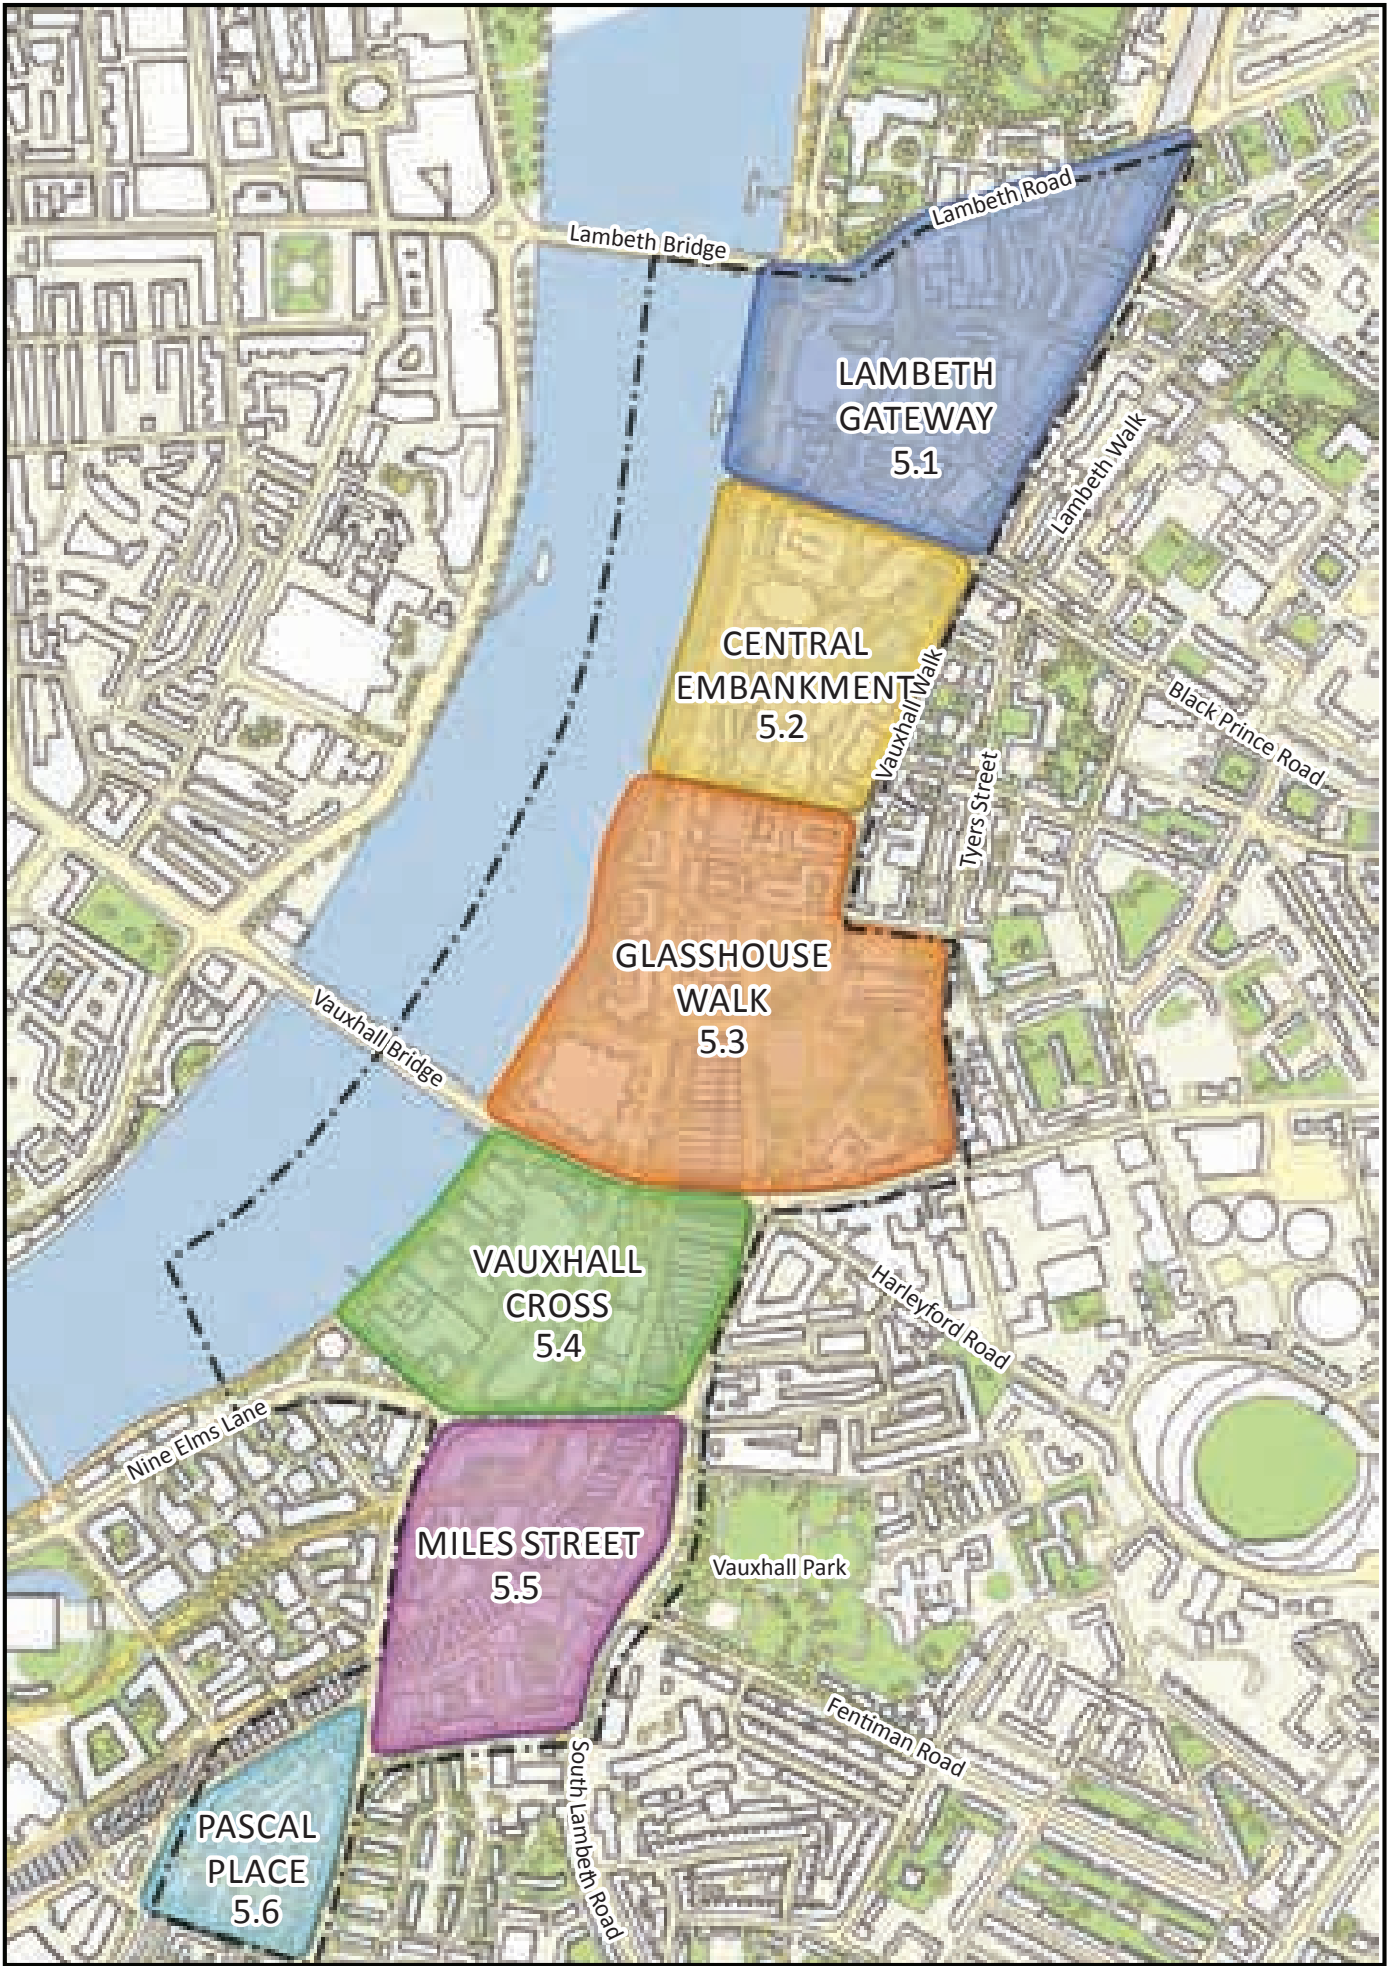 Lambeth Bridge
Lambeth Road
LAMBETH
GATEWAY
5.1
Lambeth Walk
CENTRAL
EMBANKMENT
5.2
Vauxhall Walk
Black Prince Road
Tyers Street
GLASSHOUSE
WALK
5.3
Vauxhall Bridge
VAUXHALL
CROSS
5.4
Harleyford Road
Nine Elms Lane
MILES STREET
5.5
Vauxhall Park
Fentiman Road
South Lambeth Road
PASCAL
PLACE
5.6